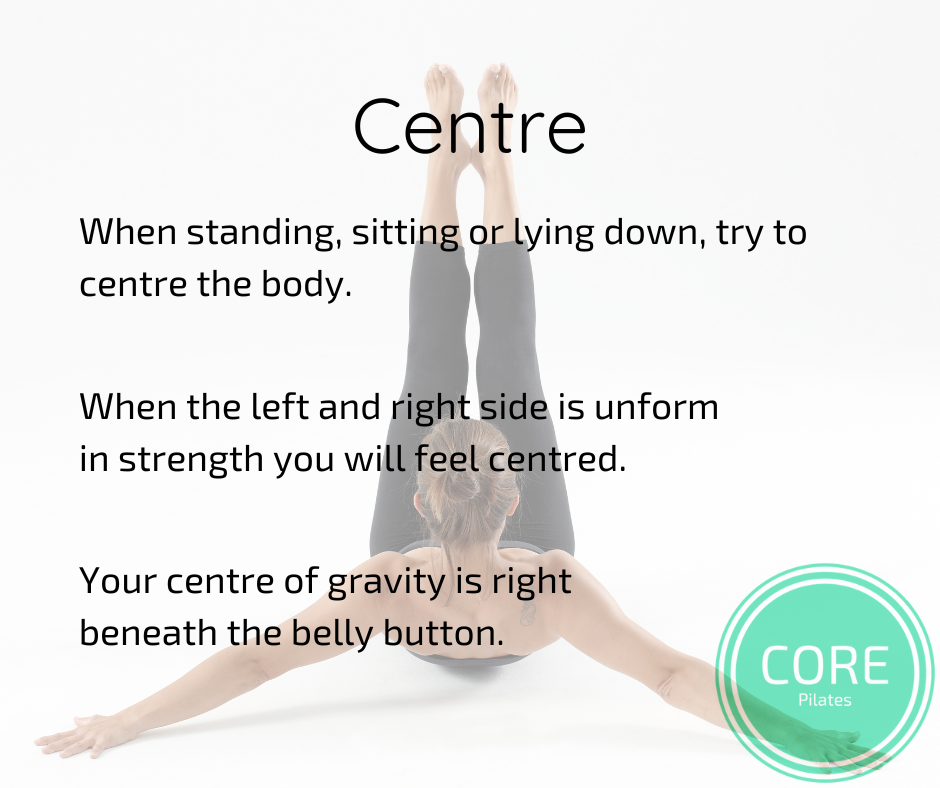 Centre
When standing, sitting or lying down, try to
centre the body.
When the left and right side is unform
in strength you will feel centred.
Your centre of gravity is right
beneath the belly button.
CORE
Pilates